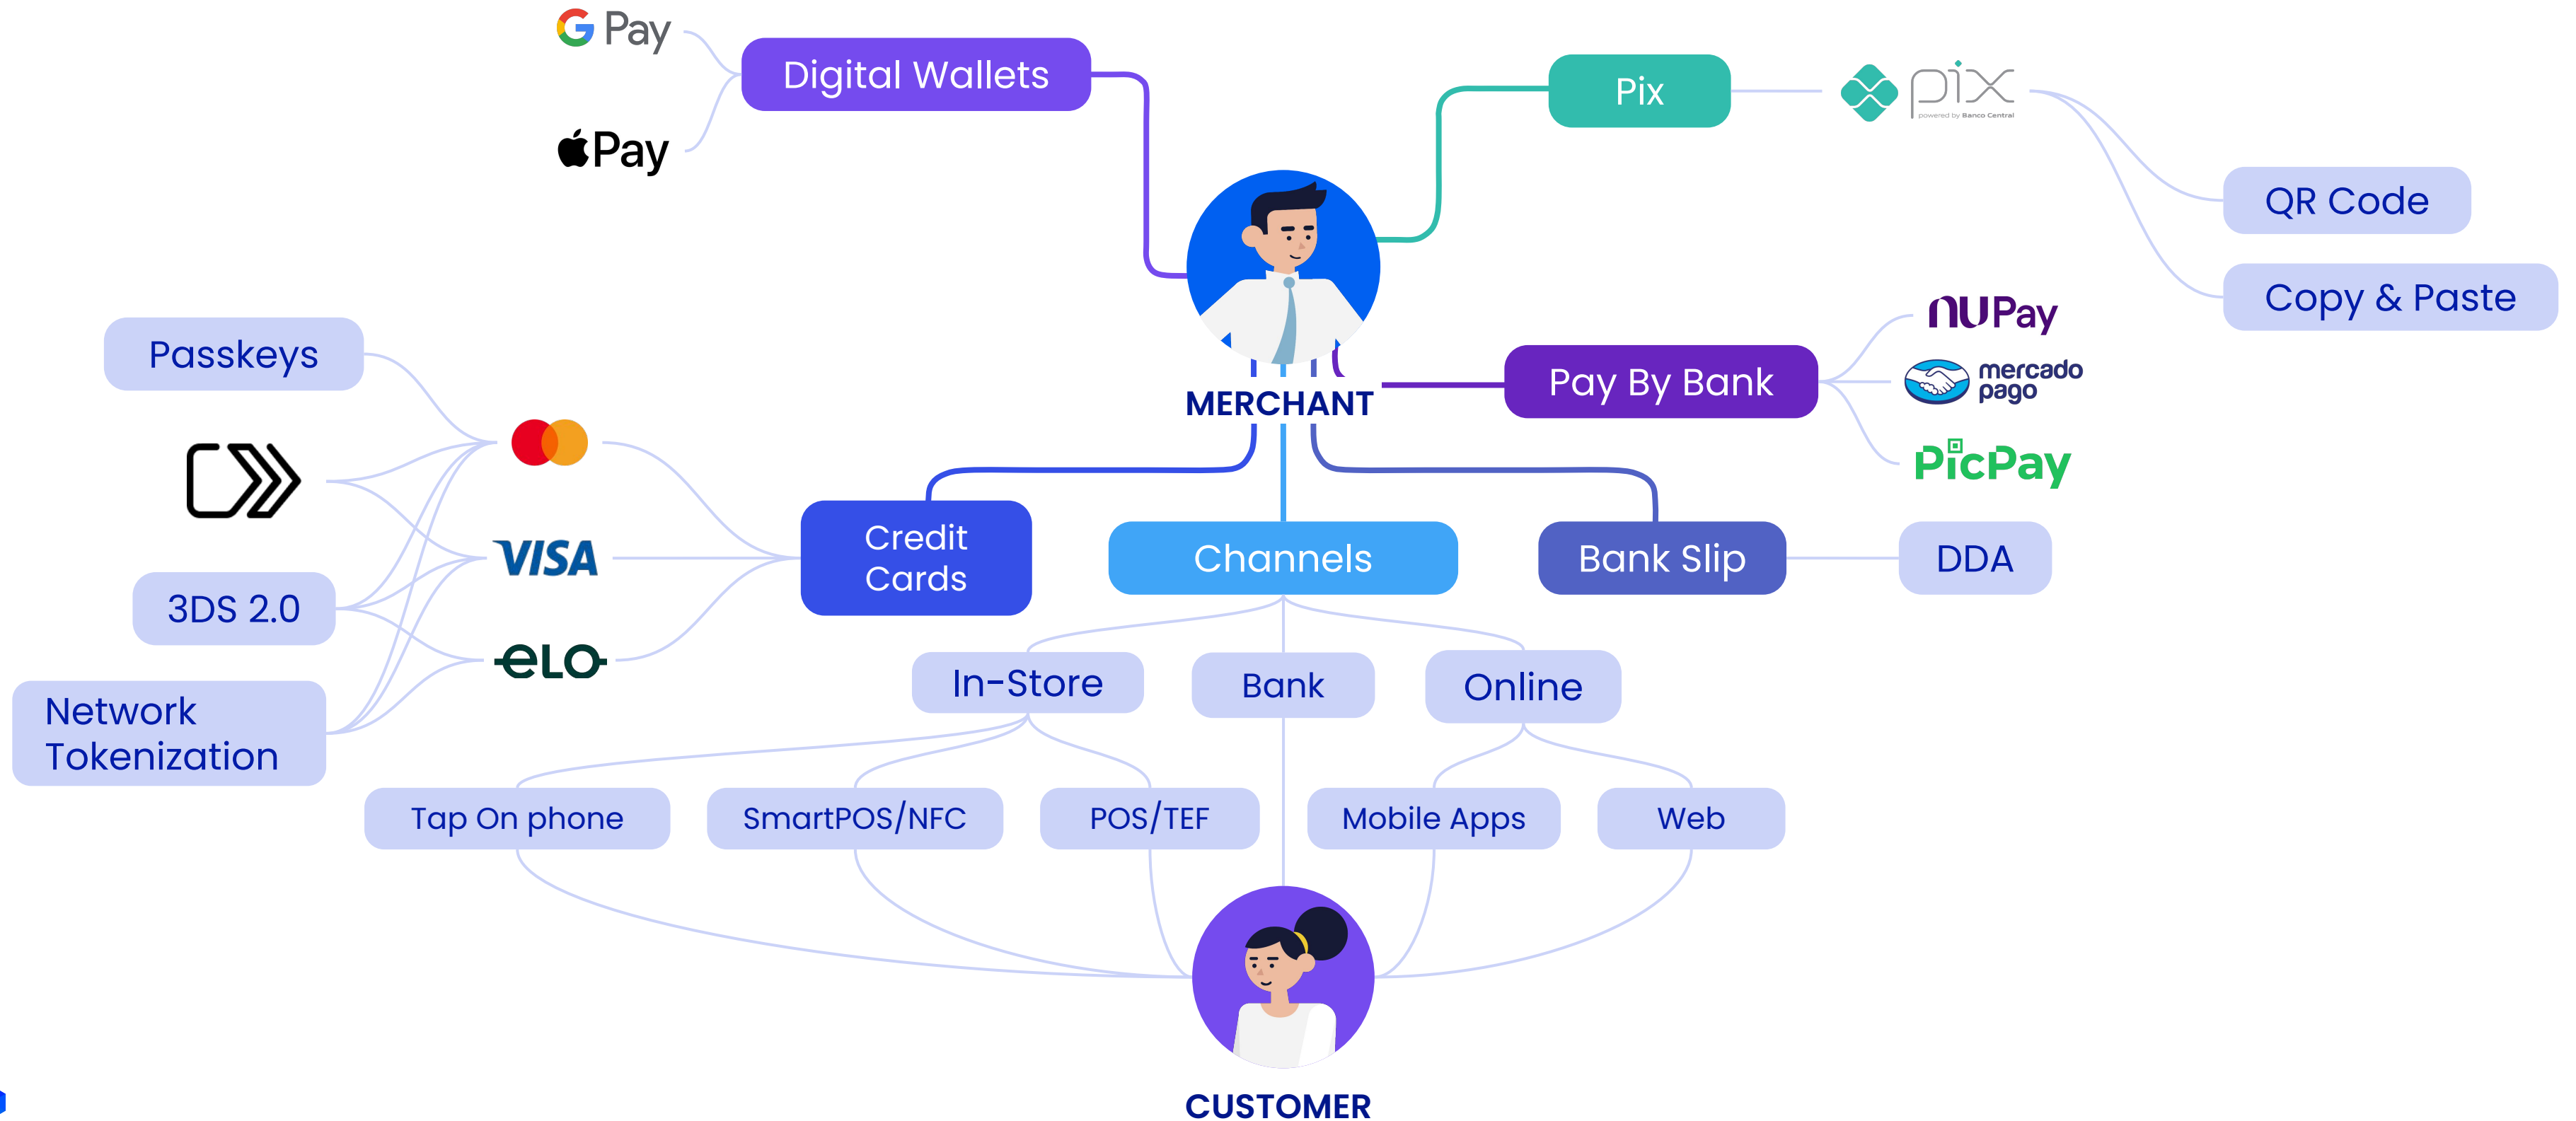 G Pay
Digital Wallets
Pay
Pix
pix
powered by Banco Central
QR Code
Copy & Paste
MERCHANT
Pay By Bank
nuPay
mercado
pago
PicPay
Passkeys
3DS 2.0
Network
Tokenization
VISA
eLO
Credit
Cards
Channels
Bank Slip
DDA
In-Store
Bank
Online
Tap On phone
SmartPOS/NFC
POS/TEF
Mobile Apps
Web
CUSTOMER